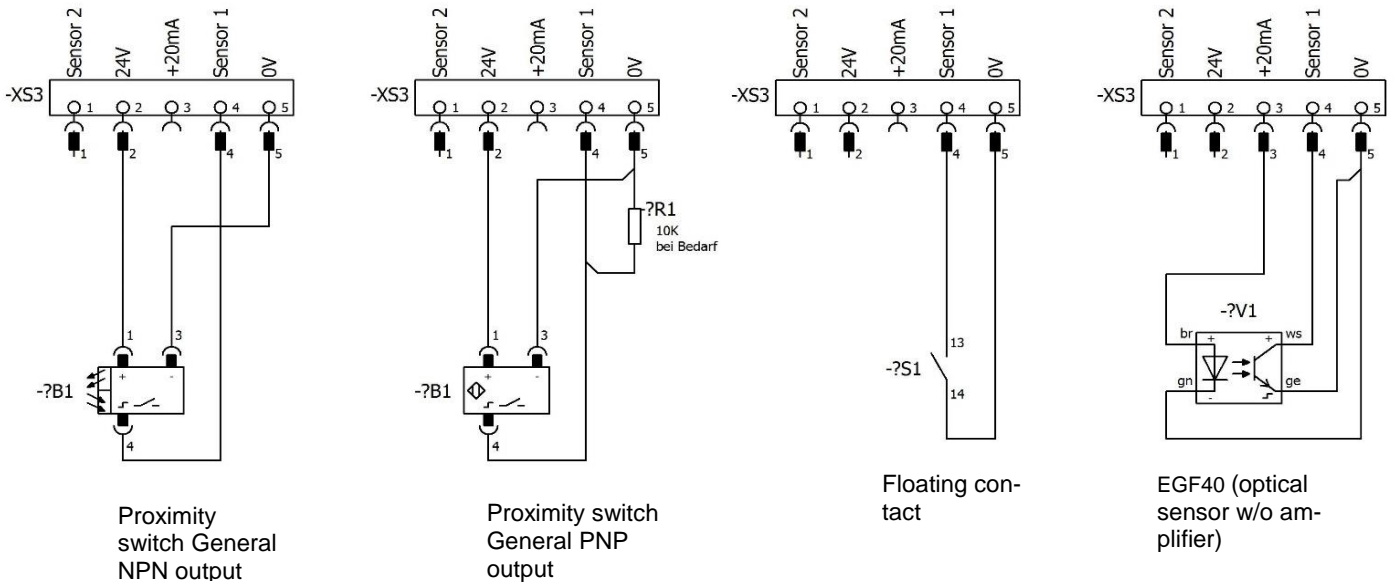 Sensor 2
24V
+20mA
Sensor 1
0V
-XS3
1
2
3
4
5
1
2
4
5
1
3
-?B1
+
-
4
Proximity
switch General
NPN output
Sensor 2
24V
+20mA
Sensor 1
0V
-XS3
1
2
3
4
5
1
2
4
5
-?R1
10K
bei Bedarf
1
3
-?B1
+
-
4
Proximity switch
General PNP
output
Sensor 2
24V
+20mA
Sensor 1
0V
-XS3
1
2
3
4
5
1
2
4
5
13
-?S1
14
Floating con-
tact
Sensor 2
24V
+20mA
Sensor 1
0V
-XS3
1
2
3
4
5
1
2
3
4
5
-?V1
br
+
+
ws
gn
-
ge
EGF40 (optical
sensor w/o am-
plifier)